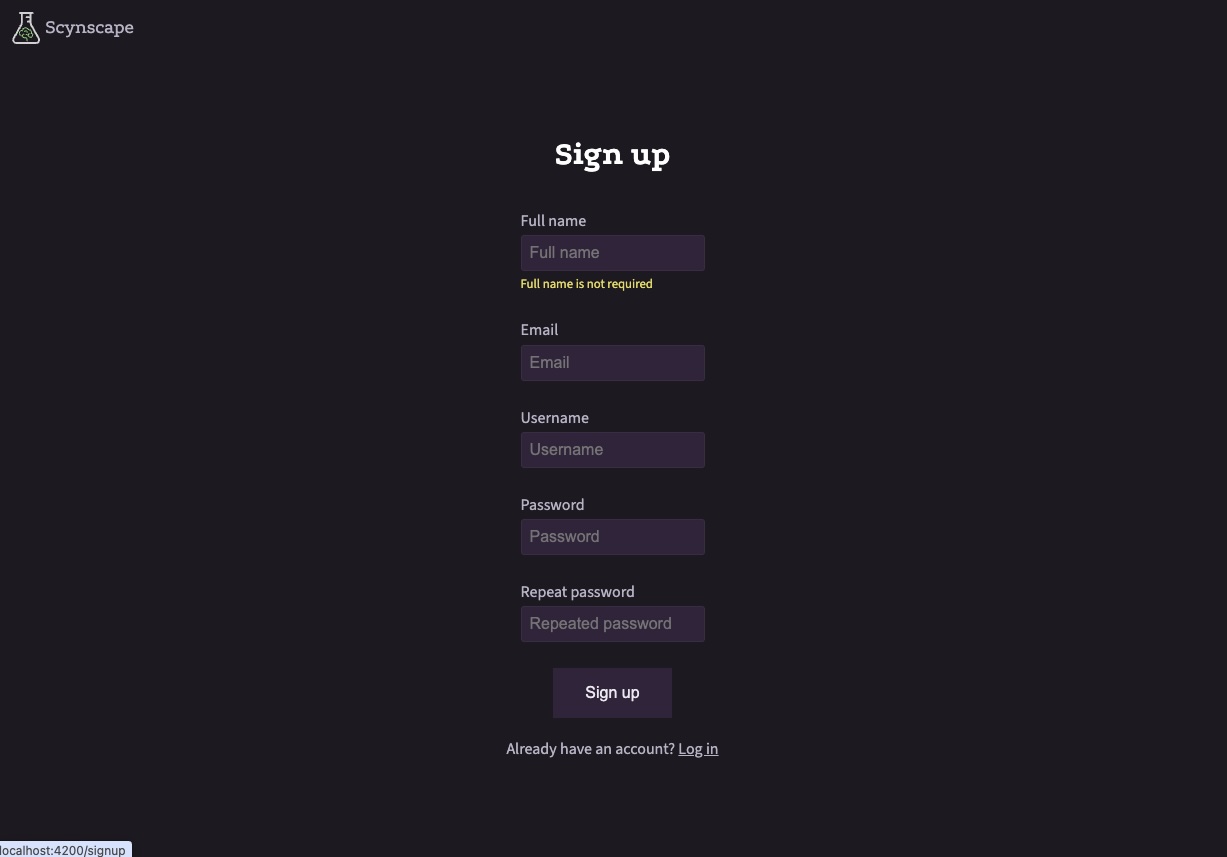 Scynscape
Sign up
Full name
Full name
Full name is not required
Email
Email
Username
Username
Password
Password
Repeat password
Repeated password
Sign up
Already have an account? Log in
localhost:4200/signup